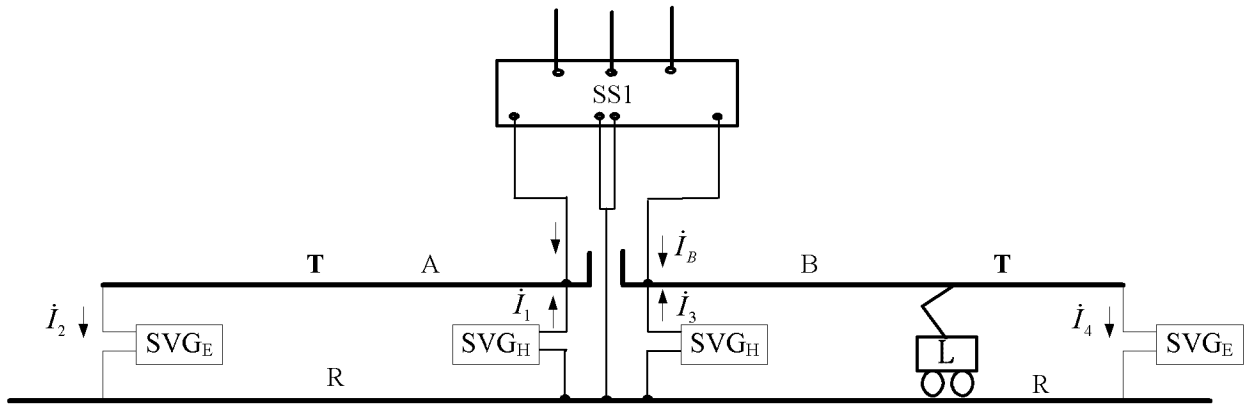 SS1
İ_B
T A B T
İ_2 İ_1 İ_3 İ_4
SVG_E SVG_H SVG_H L SVG_E
R R